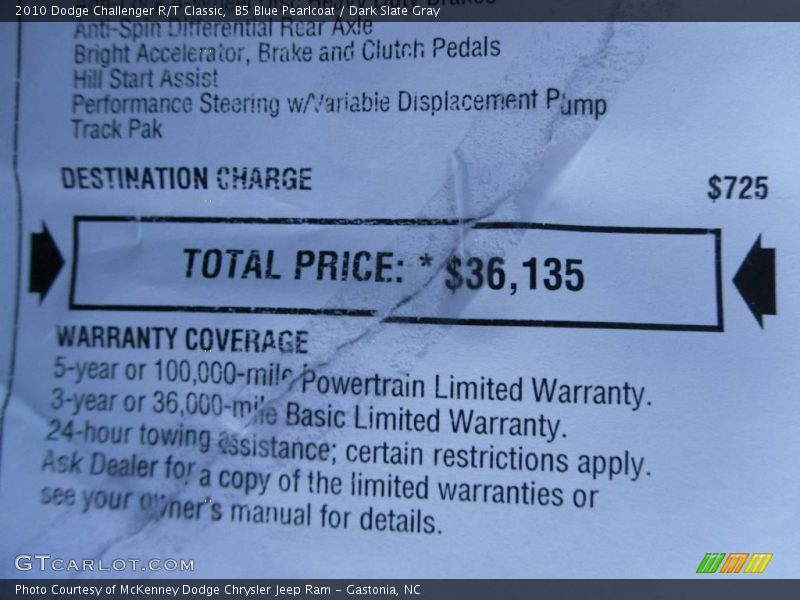 2010 Dodge Challenger R/T Classic, B5 Blue Pearlcoat / Dark Slate Gray
Anti-Spin Differential Rear Axle
Bright Accelerator, Brake and Clutch Pedals
Hill Start Assist
Performance Steering w/Variable Displacement Pump
Track Pak
DESTINATION CHARGE $725
TOTAL PRICE: * $36,135
WARRANTY COVERAGE
5-year or 100,000-mile Powertrain Limited Warranty.
3-year or 36,000-mile Basic Limited Warranty.
24-hour towing assistance; certain restrictions apply.
Ask Dealer for a copy of the limited warranties or
see your owner's manual for details.
GTCARLOT.COM
Photo Courtesy of McKenney Dodge Chrysler Jeep Ram – Gastonia, NC